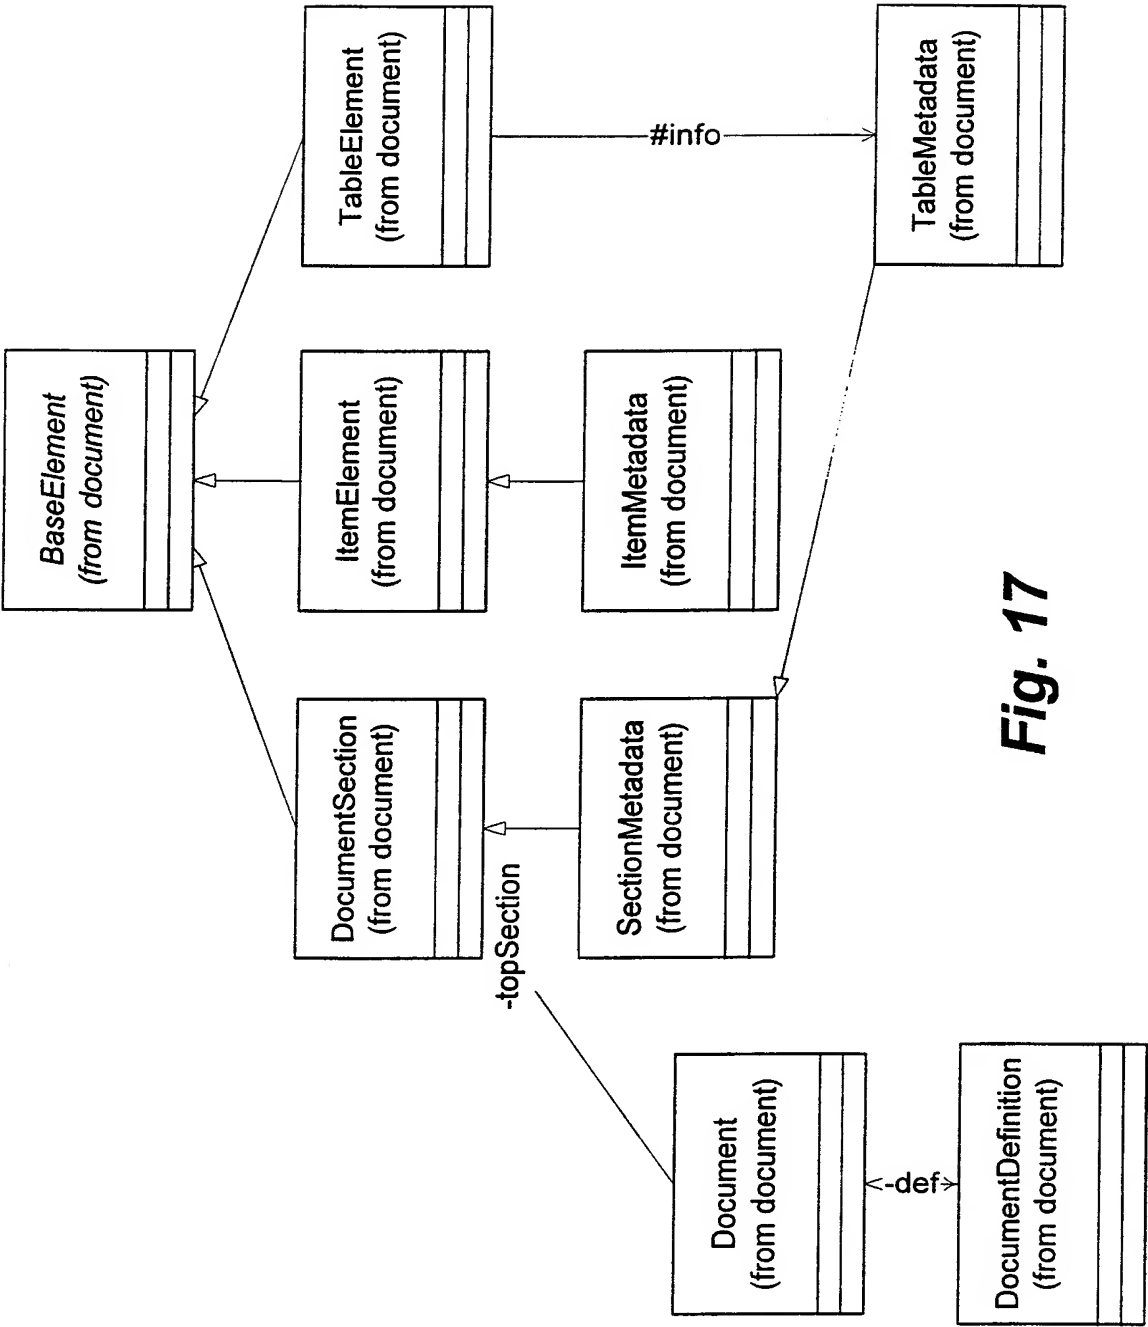 BaseElement
(from document)
DocumentSection
(from document)
ItemElement
(from document)
TableElement
(from document)
-topSection
#info
SectionMetadata
(from document)
ItemMetadata
(from document)
Document
(from document)
TableMetadata
(from document)
-def
DocumentDefinition
(from document)
Fig. 17